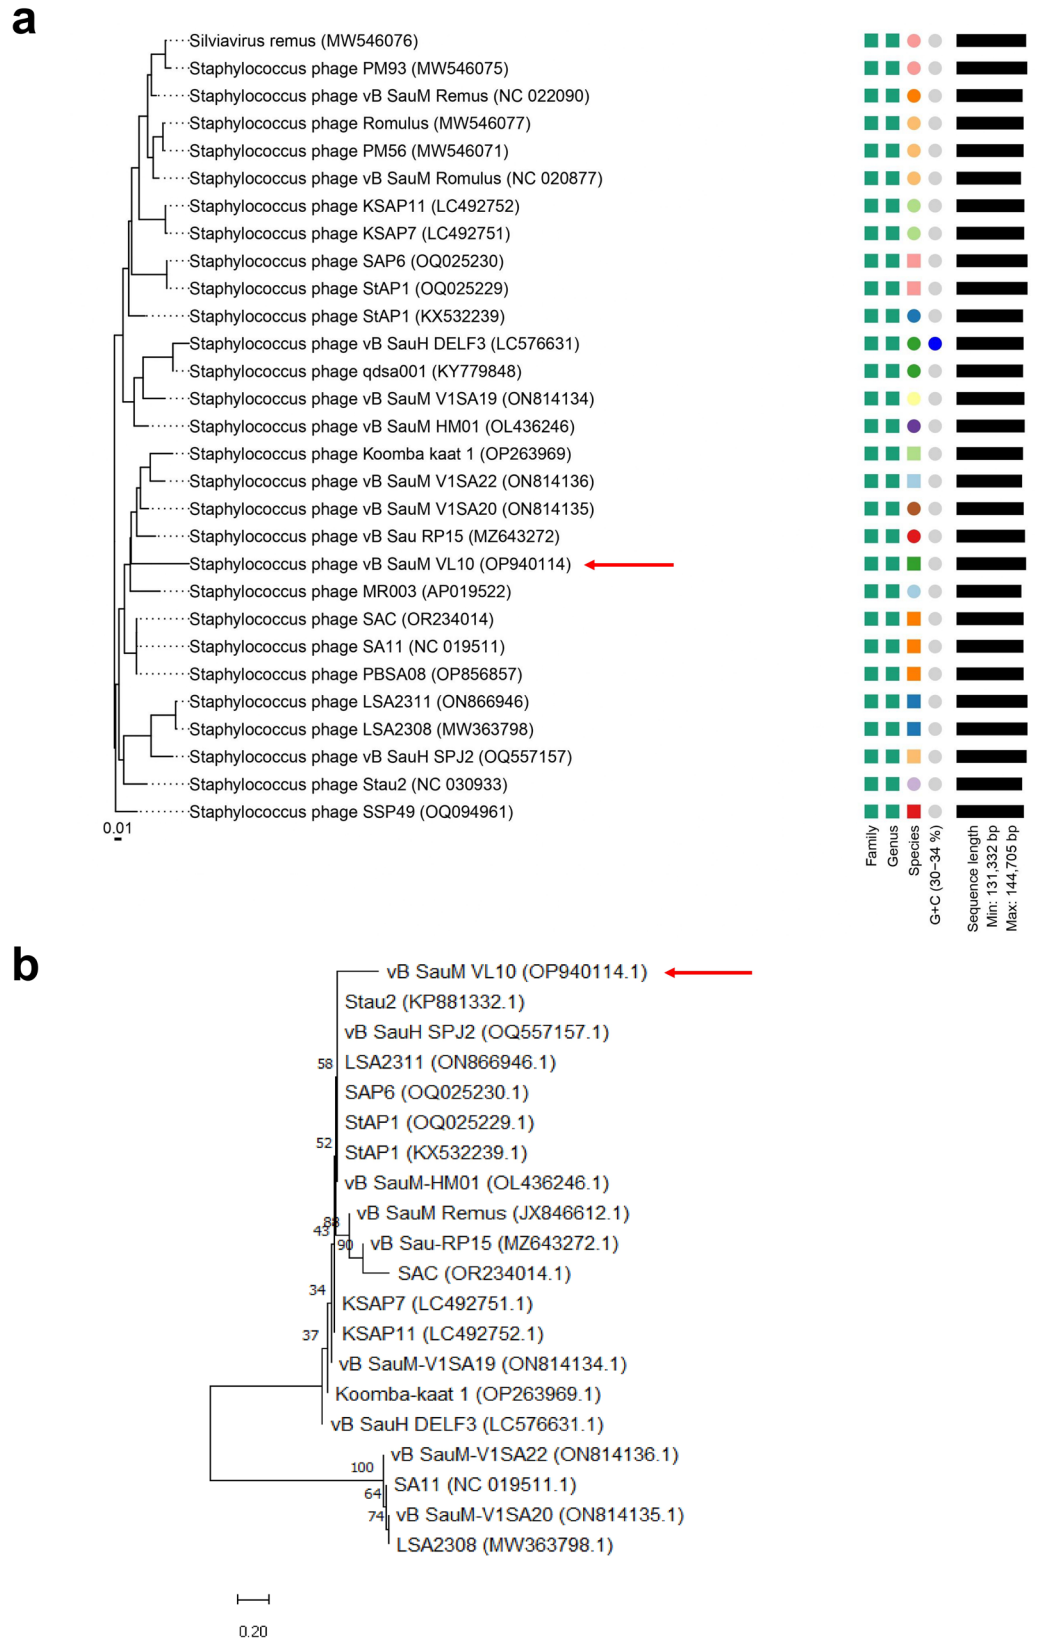 a
Silviavirus remus (MW546076)
Staphylococcus phage PM93 (MW546075)
Staphylococcus phage vB SauM Remus (NC 022090)
Staphylococcus phage Romulus (MW546077)
Staphylococcus phage PM56 (MW546071)
Staphylococcus phage vB SauM Romulus (NC 020877)
Staphylococcus phage KSAP11 (LC492752)
Staphylococcus phage KSAP7 (LC492751)
Staphylococcus phage SAP6 (OQ025230)
Staphylococcus phage StAP1 (OQ025229)
Staphylococcus phage StAP1 (KX532239)
Staphylococcus phage vB SauH DELF3 (LC576631)
Staphylococcus phage qdsa001 (KY779848)
Staphylococcus phage vB SauM V1SA19 (ON814134)
Staphylococcus phage vB SauM HM01 (OL436246)
Staphylococcus phage Koomba kaat 1 (OP263969)
Staphylococcus phage vB SauM V1SA22 (ON814136)
Staphylococcus phage vB SauM V1SA20 (ON814135)
Staphylococcus phage vB Sau RP15 (MZ643272)
Staphylococcus phage vB SauM VL10 (OP940114)
Staphylococcus phage MR003 (AP019522)
Staphylococcus phage SAC (OR234014)
Staphylococcus phage SA11 (NC 019511)
Staphylococcus phage PBSA08 (OP856857)
Staphylococcus phage LSA2311 (ON866946)
Staphylococcus phage LSA2308 (MW363798)
Staphylococcus phage vB SauH SPJ2 (OQ557157)
Staphylococcus phage Stau2 (NC 030933)
Staphylococcus phage SSP49 (OQ094961)
0.01
Family
Genus
Species
G+C (30−34 %)
Sequence length
Min: 131,332 bp
Max: 144,705 bp
b
vB SauM VL10 (OP940114.1)
Stau2 (KP881332.1)
vB SauH SPJ2 (OQ557157.1)
58 LSA2311 (ON866946.1)
SAP6 (OQ025230.1)
StAP1 (OQ025229.1)
52 StAP1 (KX532239.1)
vB SauM-HM01 (OL436246.1)
vB SauM Remus (JX846612.1)
88
43
90 vB Sau-RP15 (MZ643272.1)
SAC (OR234014.1)
34 KSAP7 (LC492751.1)
37 KSAP11 (LC492752.1)
vB SauM-V1SA19 (ON814134.1)
Koomba-kaat 1 (OP263969.1)
vB SauH DELF3 (LC576631.1)
vB SauM-V1SA22 (ON814136.1)
100
SA11 (NC 019511.1)
64
74 vB SauM-V1SA20 (ON814135.1)
LSA2308 (MW363798.1)
0.20